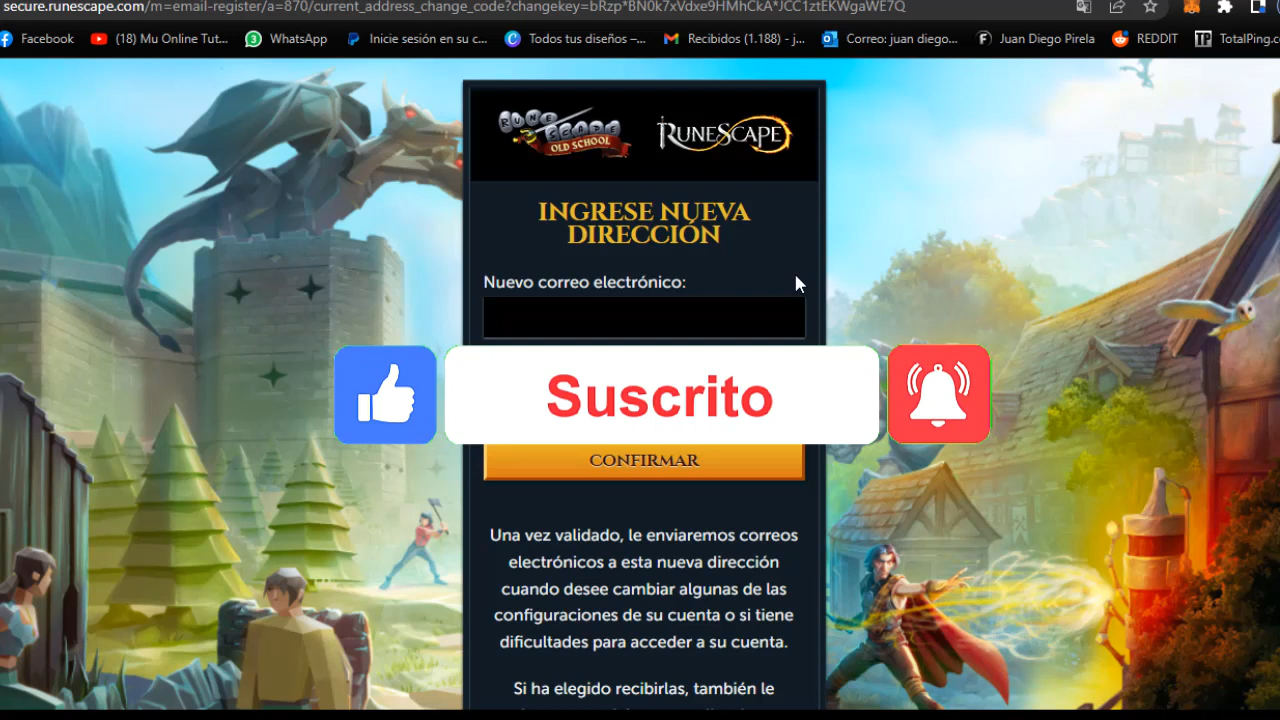 secure.runescape.com/m=email-register/a=870/current_address_change_code?changekey=bRzp*BN0k7xVdxe9HMhCkA*JCC1ztEKWgaWE7Q
Facebook (18) Mu Online Tut... WhatsApp Inicie sesión en su c... Todos tus diseños –... Recibidos (1.188) - j... Correo: juan diego... Juan Diego Pirela REDDIT TotalPing.co
RUNE SCAPE OLD SCHOOL
RUNESCAPE
INGRESE NUEVA
DIRECCIÓN
Nuevo correo electrónico:
Suscrito
CONFIRMAR
Una vez validado, le enviaremos correos
electrónicos a esta nueva dirección
cuando desee cambiar algunas de las
configuraciones de su cuenta o si tiene
dificultades para acceder a su cuenta.
Si ha elegido recibirlas, también le